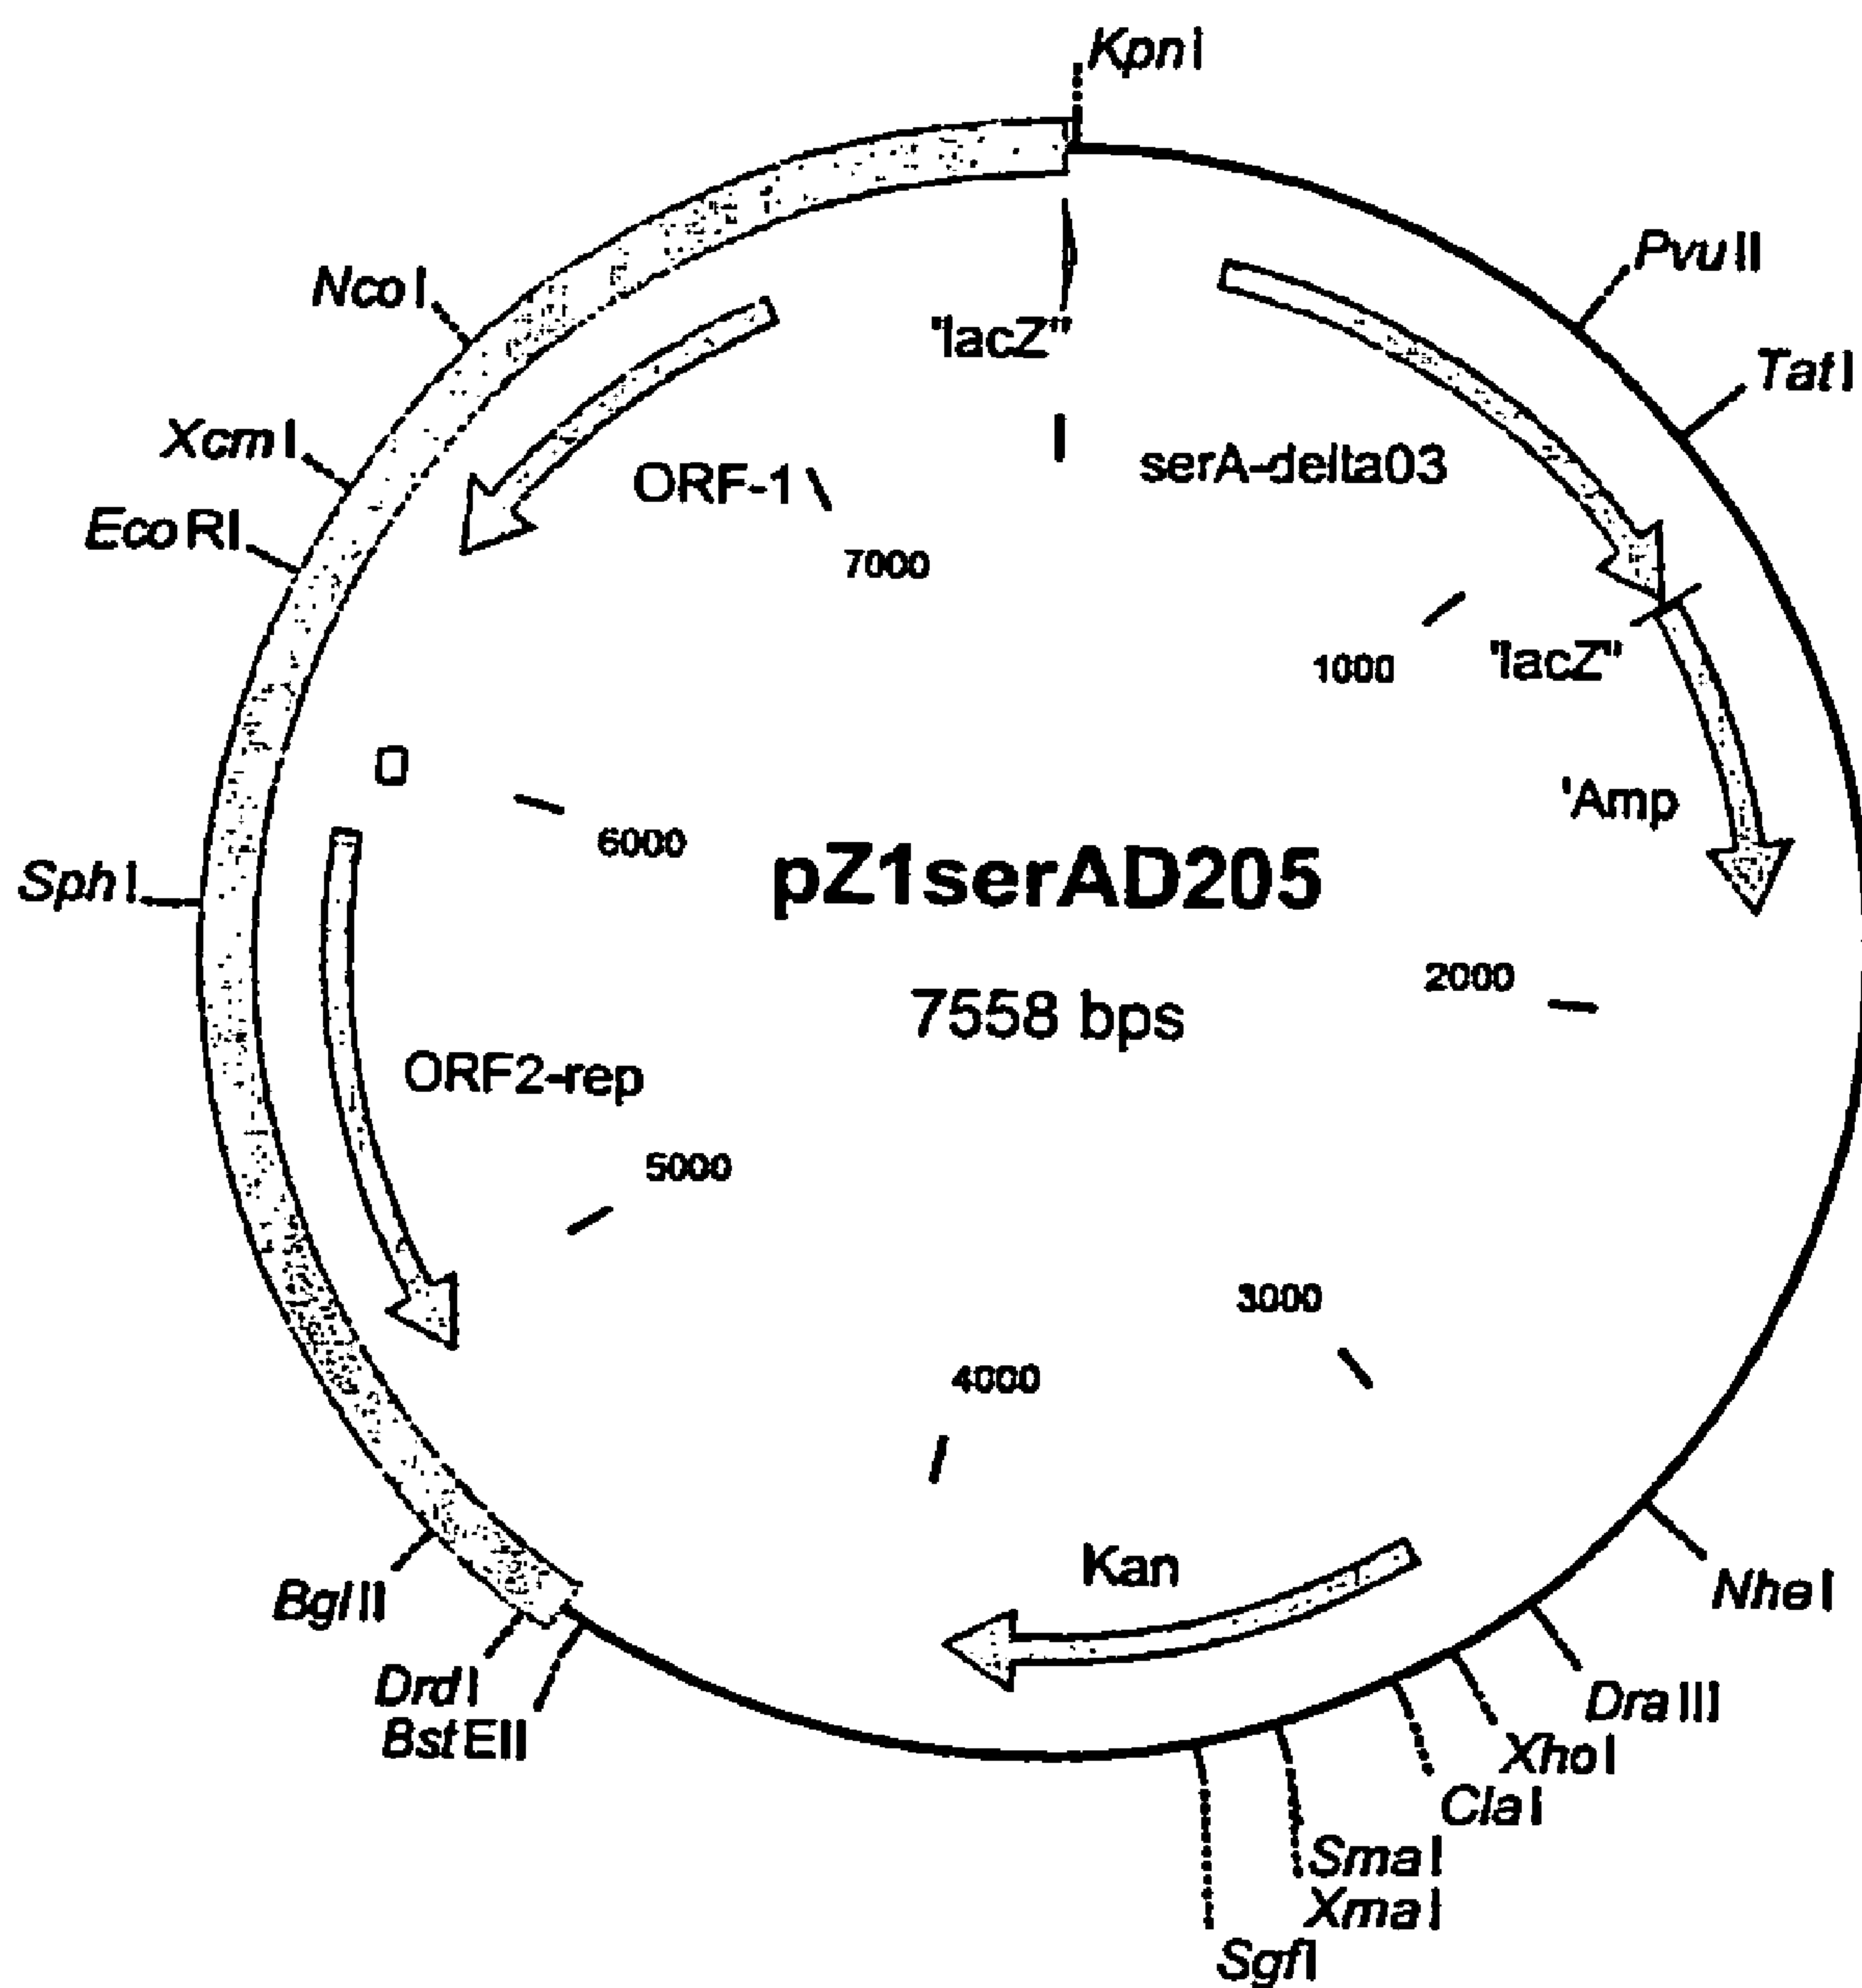 KpnI
PvuII
NcoI
"lacZ"
TatI
XcmI
ORF-1
serA-delta03
EcoRI
7000
1000
"lacZ"
O
'Amp
6000
SphI
pZ1serAD205
2000
7558 bps
ORF2-rep
5000
3000
4000
Kan
BglII
NheI
DrdI
DraIII
BstEII
XhoI
ClaI
SmaI
XmaI
SgfI